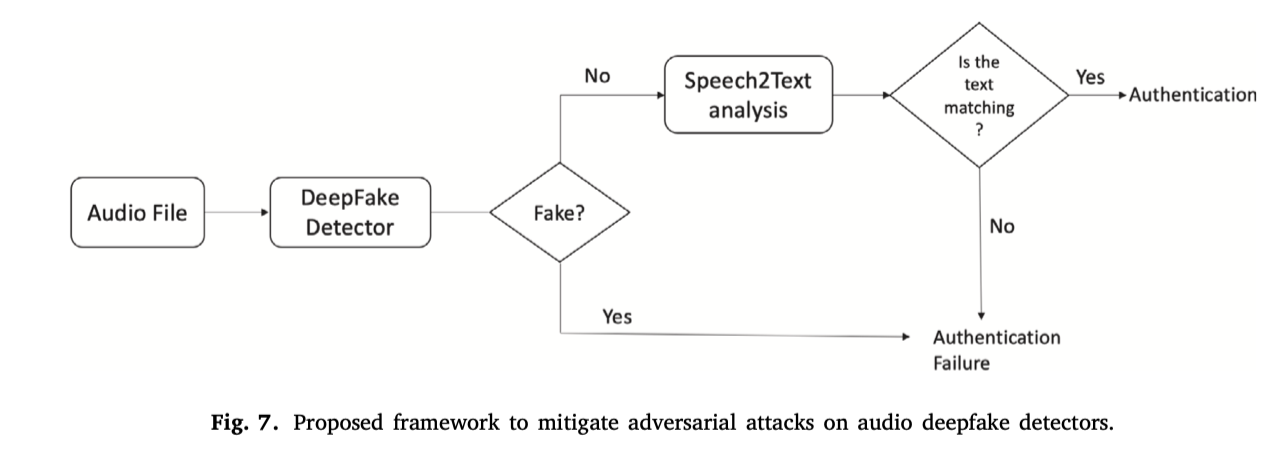 Audio File
DeepFake
Detector
Fake?
No
Speech2Text
analysis
Is the
text
matching
?
Yes
Authentication
No
Yes
Authentication
Failure
Fig. 7. Proposed framework to mitigate adversarial attacks on audio deepfake detectors.